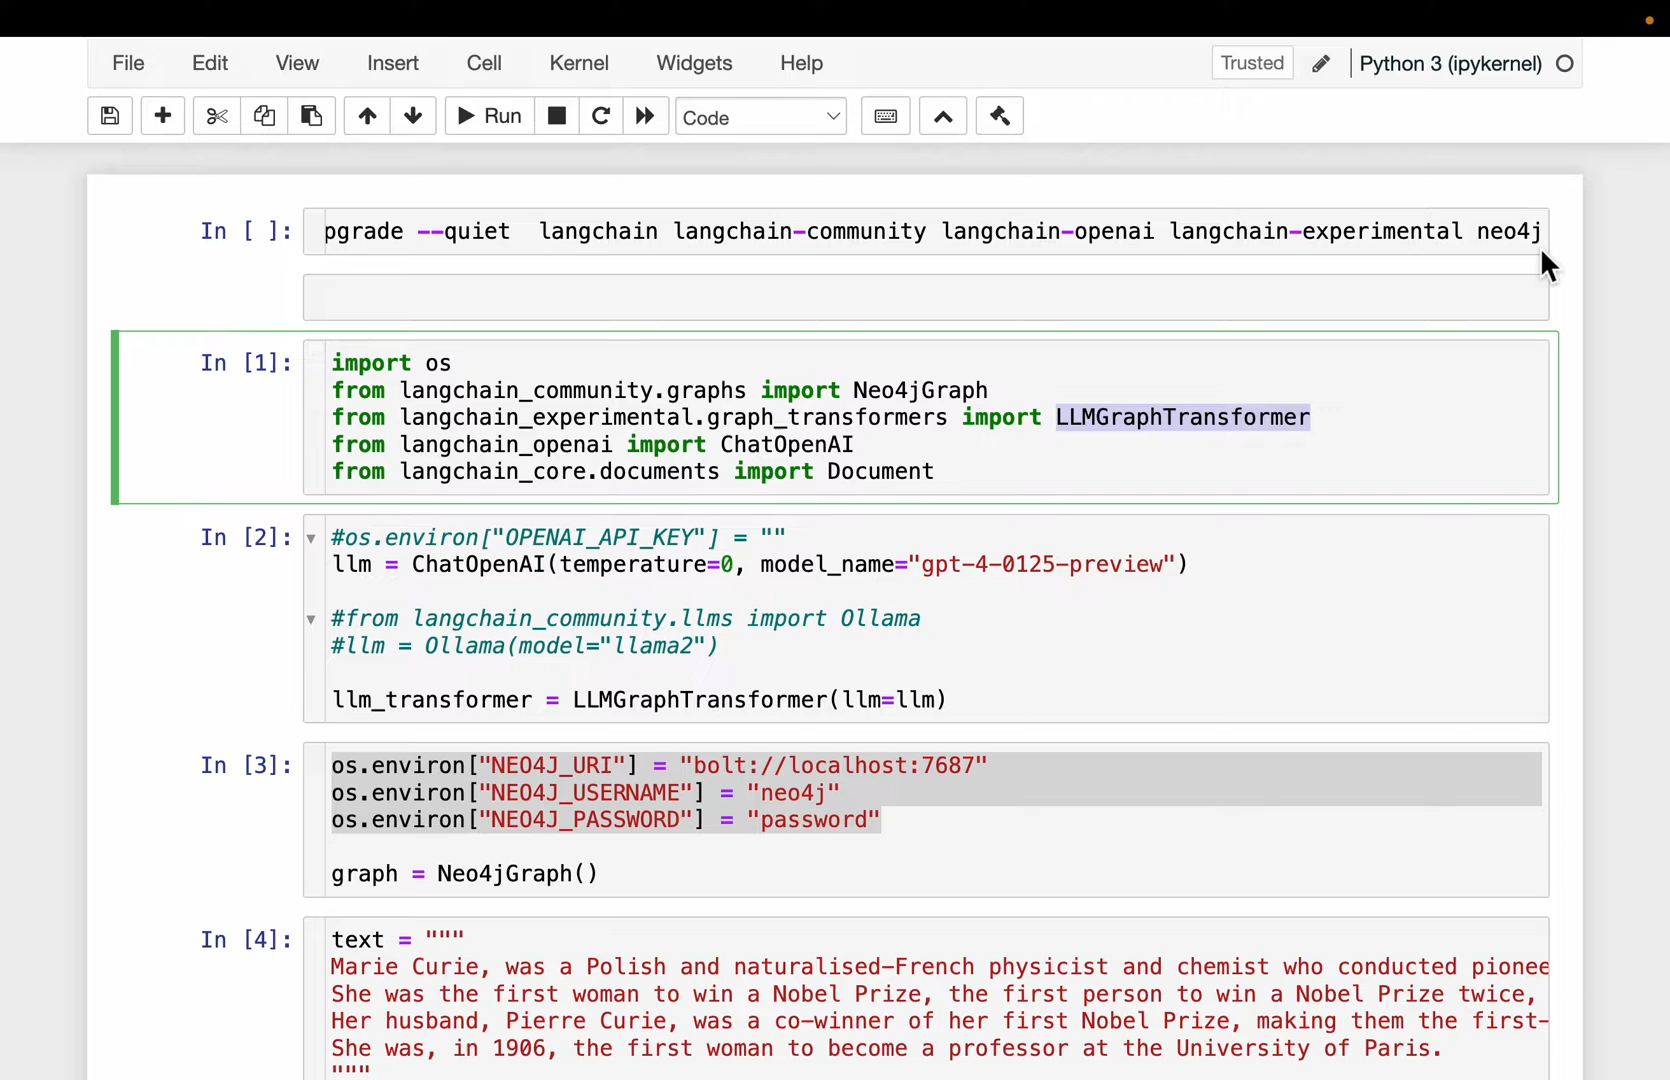 File Edit View Insert Cell Kernel Widgets Help Trusted Python 3 (ipykernel)
Run Code
In [ ]: pgrade --quiet  langchain langchain-community langchain-openai langchain-experimental neo4j
In [1]: import os
from langchain_community.graphs import Neo4jGraph
from langchain_experimental.graph_transformers import LLMGraphTransformer
from langchain_openai import ChatOpenAI
from langchain_core.documents import Document
In [2]: #os.environ["OPENAI_API_KEY"] = ""
llm = ChatOpenAI(temperature=0, model_name="gpt-4-0125-preview")
#from langchain_community.llms import Ollama
#llm = Ollama(model="llama2")
llm_transformer = LLMGraphTransformer(llm=llm)
In [3]: os.environ["NEO4J_URI"] = "bolt://localhost:7687"
os.environ["NEO4J_USERNAME"] = "neo4j"
os.environ["NEO4J_PASSWORD"] = "password"
graph = Neo4jGraph()
In [4]: text = """
Marie Curie, was a Polish and naturalised-French physicist and chemist who conducted pionee
She was the first woman to win a Nobel Prize, the first person to win a Nobel Prize twice,
Her husband, Pierre Curie, was a co-winner of her first Nobel Prize, making them the first-
She was, in 1906, the first woman to become a professor at the University of Paris.
"""